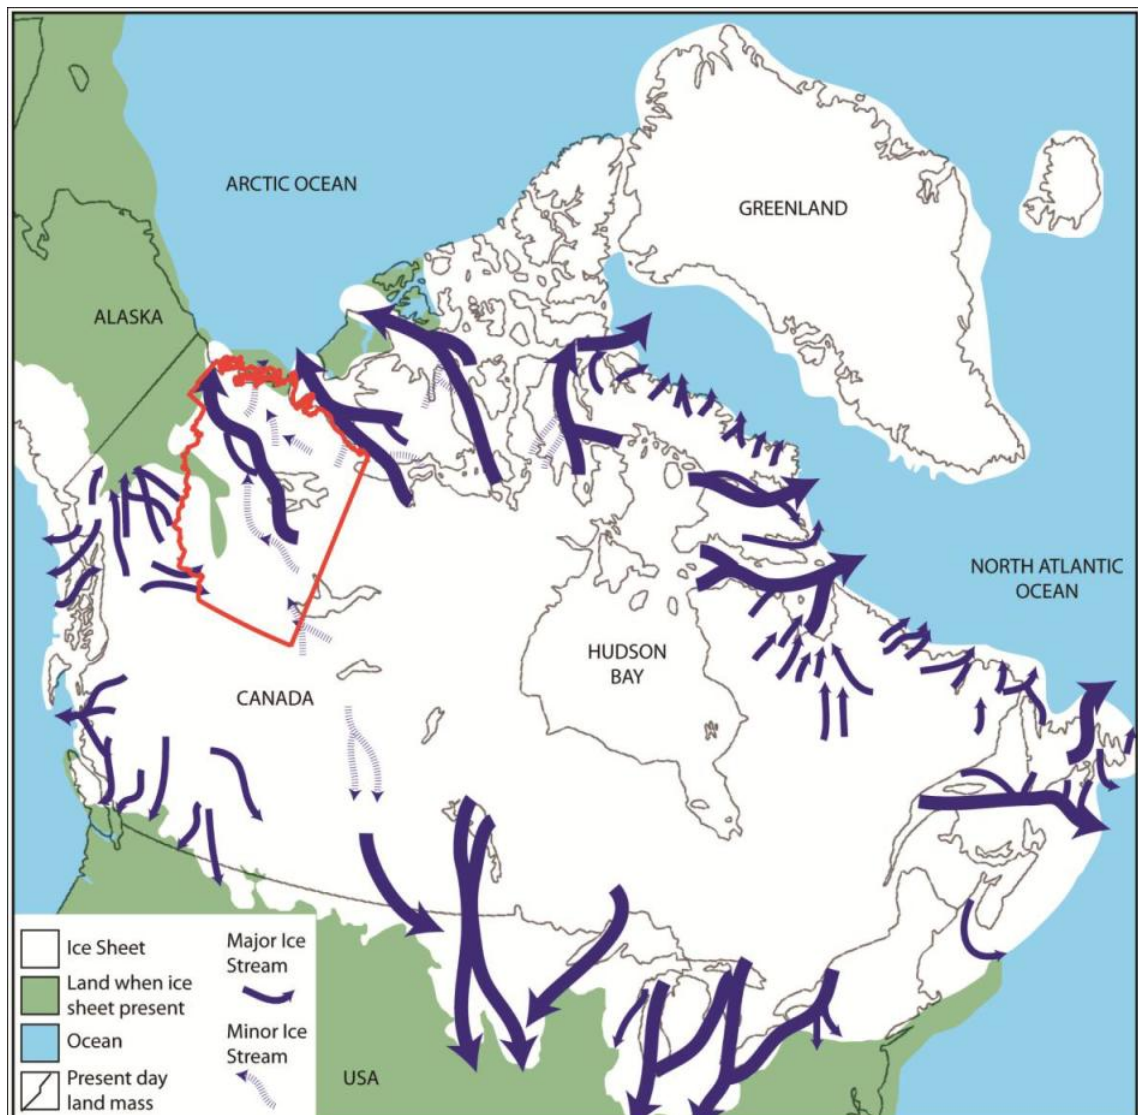 ARCTIC OCEAN
GREENLAND
ALASKA
NORTH ATLANTIC
OCEAN
HUDSON
BAY
CANADA
Ice Sheet
Land when ice
sheet present
Ocean
Present day
land mass
Major Ice
Stream
Minor Ice
Stream
USA